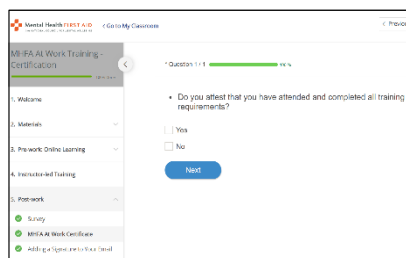 Mental Health FIRST AID
< Go to My Classroom
< Previo
MHFA At Work Training -
Certification
* Question 1 / 1
1. Welcome
• Do you attest that you have attended and completed all training
requirements?
2. Materials
Yes
3. Pre-work: Online Learning
No
4. Instructor-led Training
Next
5. Post-work
Survey
MHFA At Work Certificate
Adding a Signature to Your Email